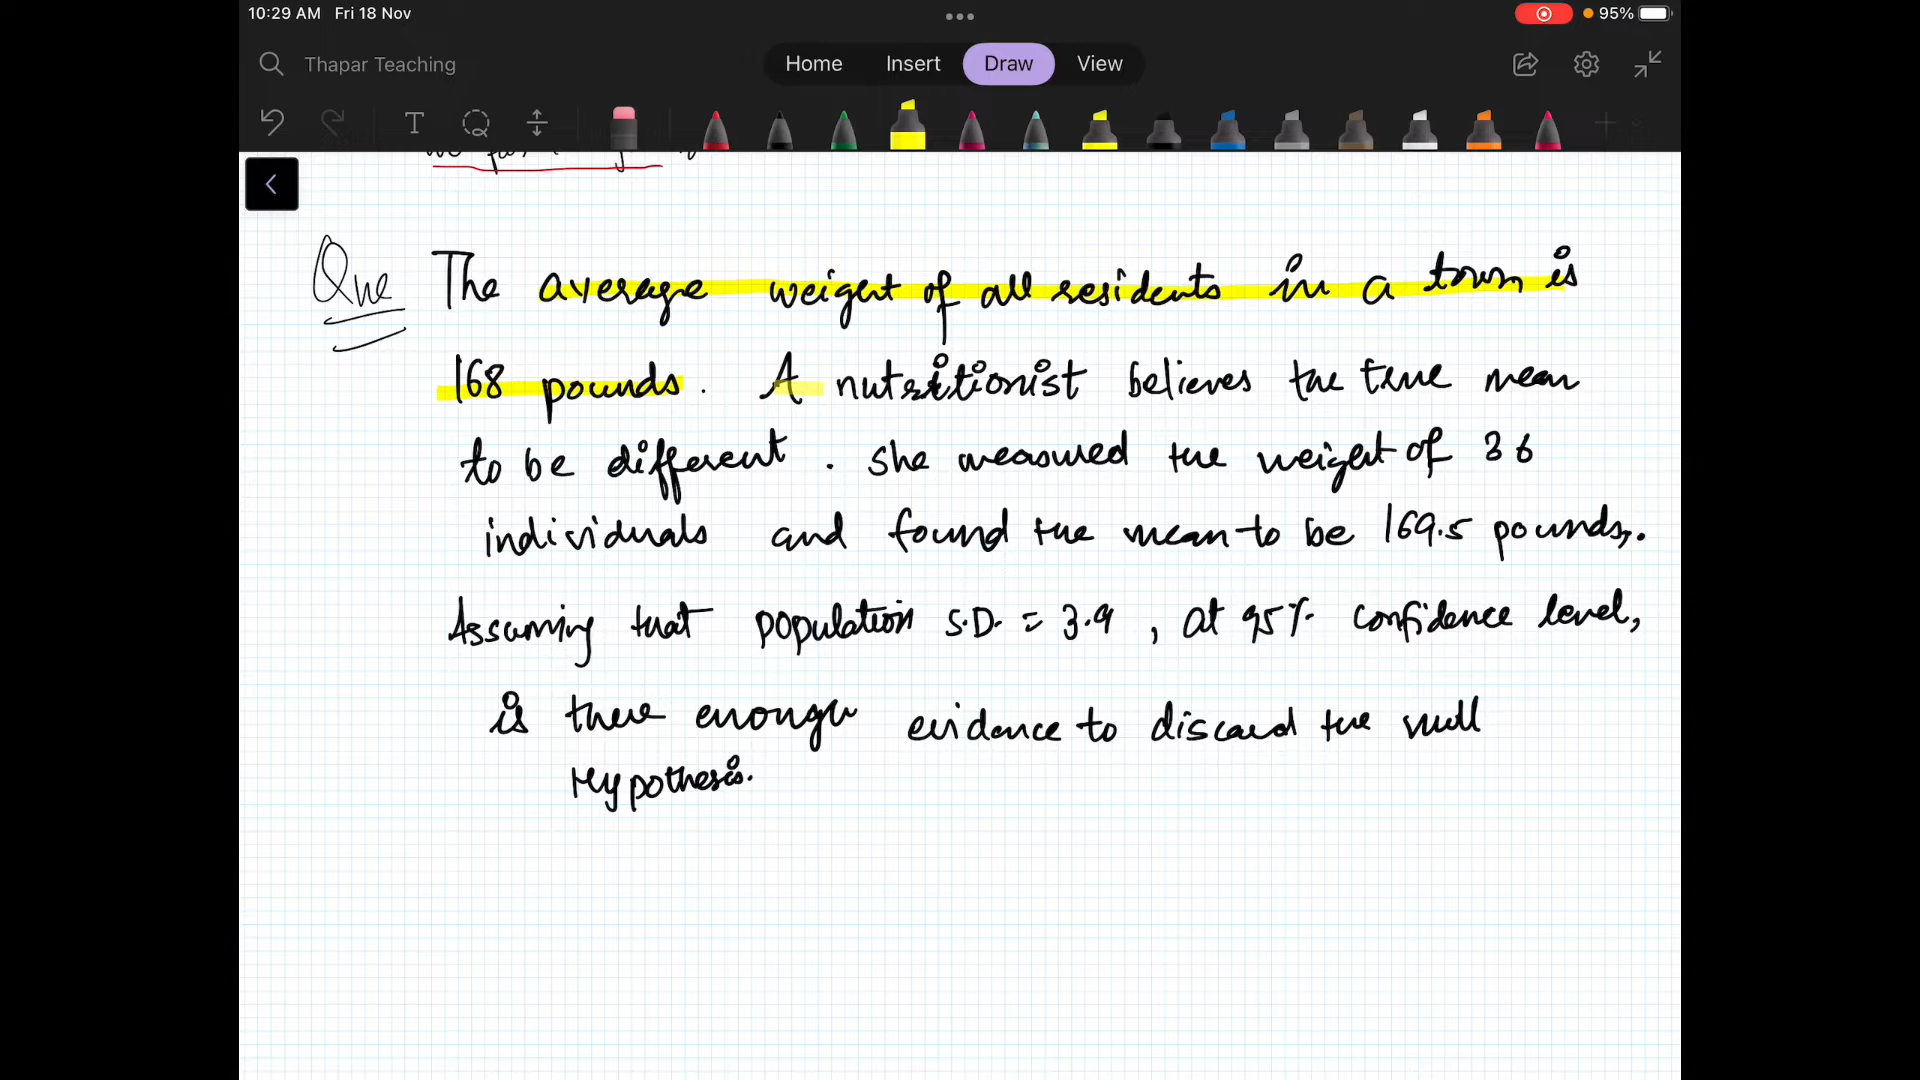 10:29 AM Fri 18 Nov
95%
Thapar Teaching
Home Insert Draw View
T
Que The average weight of all residents in a town is
168 pounds. A nutritionist believes the true mean
to be different. She measured the weight of 36
individuals and found the mean to be 169.5 pounds.
Assuming that population S.D. = 3.9, at 95% confidence level,
is there enough evidence to discard the null
Hypothesis.